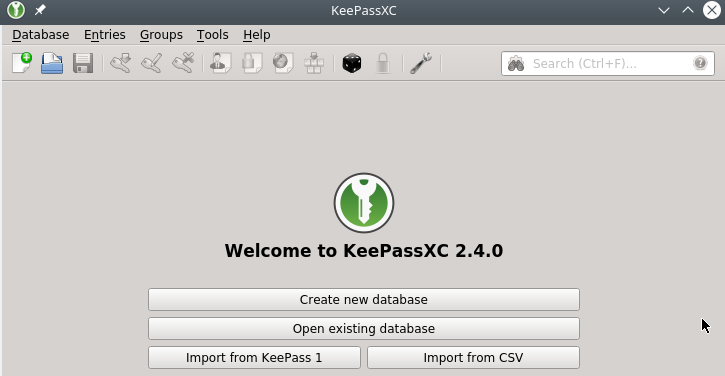 KeePassXC
Database Entries Groups Tools Help
Search (Ctrl+F)...
Welcome to KeePassXC 2.4.0
Create new database
Open existing database
Import from KeePass 1 Import from CSV